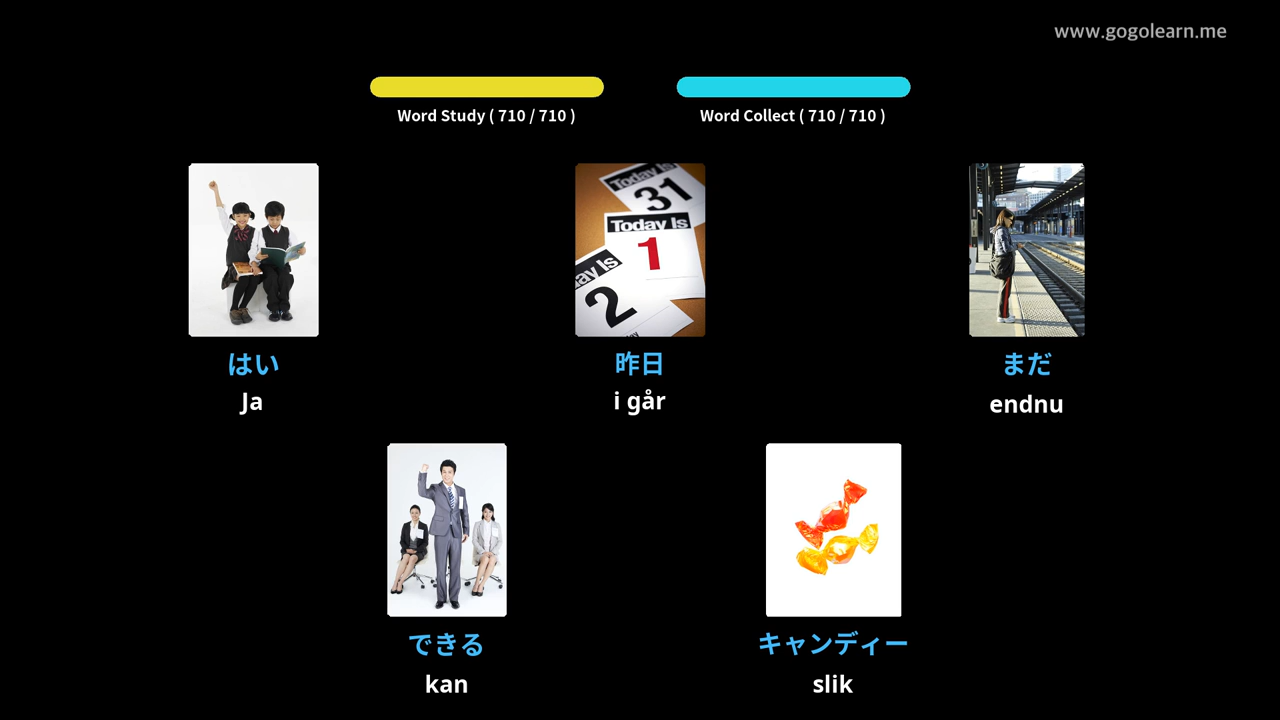 www.gogolearn.me
Word Study ( 710 / 710 )
Word Collect ( 710 / 710 )
Today Is
31
Today Is
1
ay Is
2
はい
Ja
昨日
i går
まだ
endnu
できる
kan
キャンディー
slik